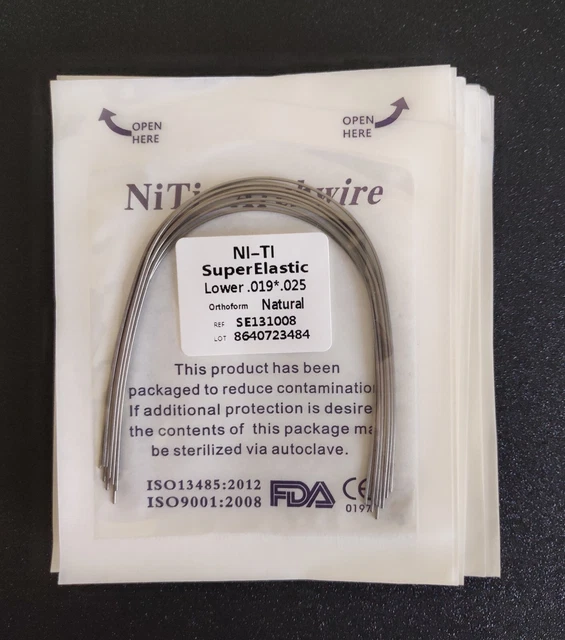 OPEN
HERE
OPEN
HERE
NiTi
NI-TI
SuperElastic
Lower .019*.025
Orthoform Natural
REF SE131008
LOT 8640723484
This product has been
packaged to reduce contaminatio
If additional protection is desire
the contents of this package ma
be sterilized via autoclave.
ISO13485:2012
ISO9001:2008
FDA
CE
0197